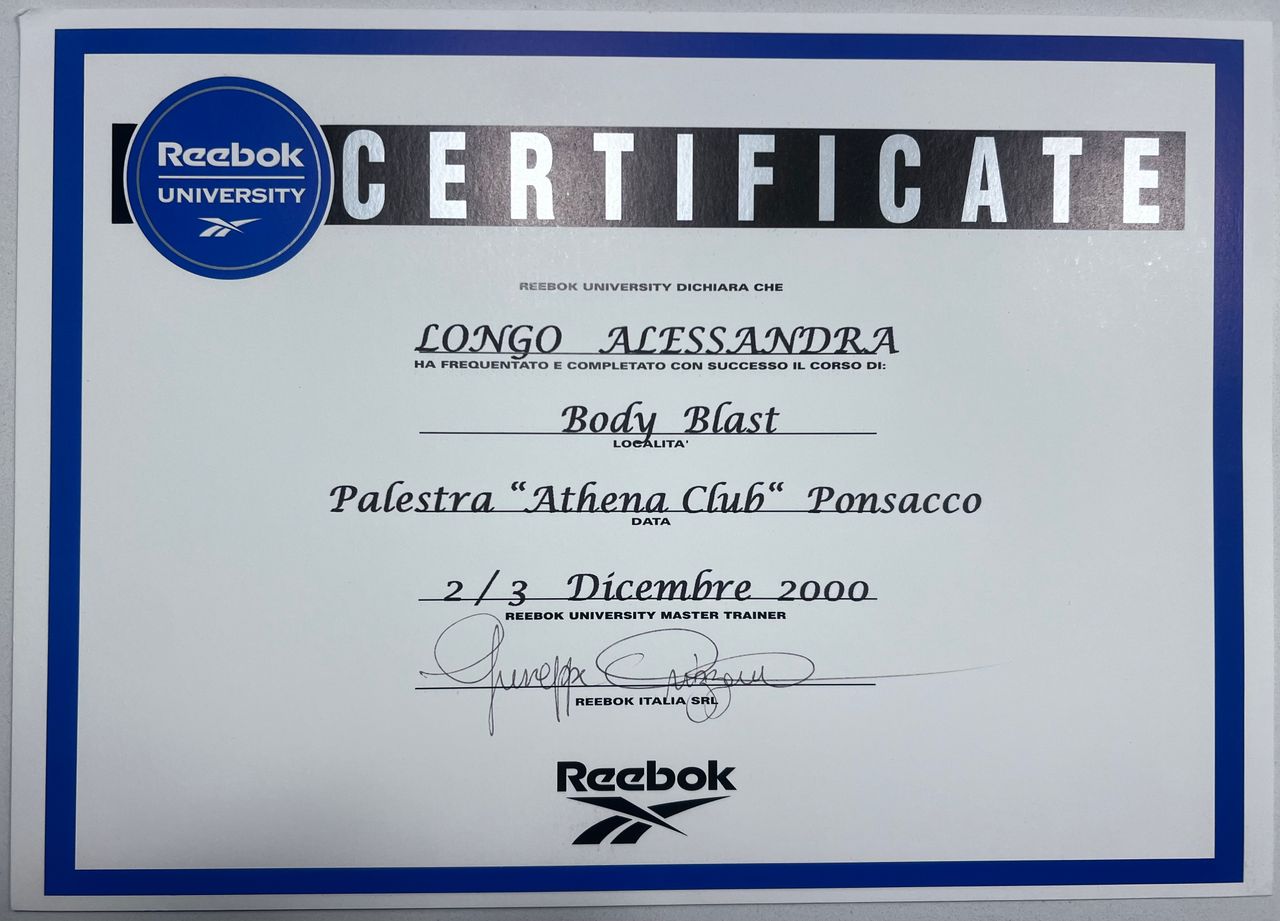 Reebok
UNIVERSITY
CERTIFICATE
REEBOK UNIVERSITY DICHIARA CHE
LONGO ALESSANDRA
HA FREQUENTATO E COMPLETATO CON SUCCESSO IL CORSO DI:
Body Blast
LOCALITA'
Palestra “Athena Club“ Ponsacco
DATA
2 / 3 Dicembre 2000
REEBOK UNIVERSITY MASTER TRAINER
Giuseppe
REEBOK ITALIA SRL
Reebok